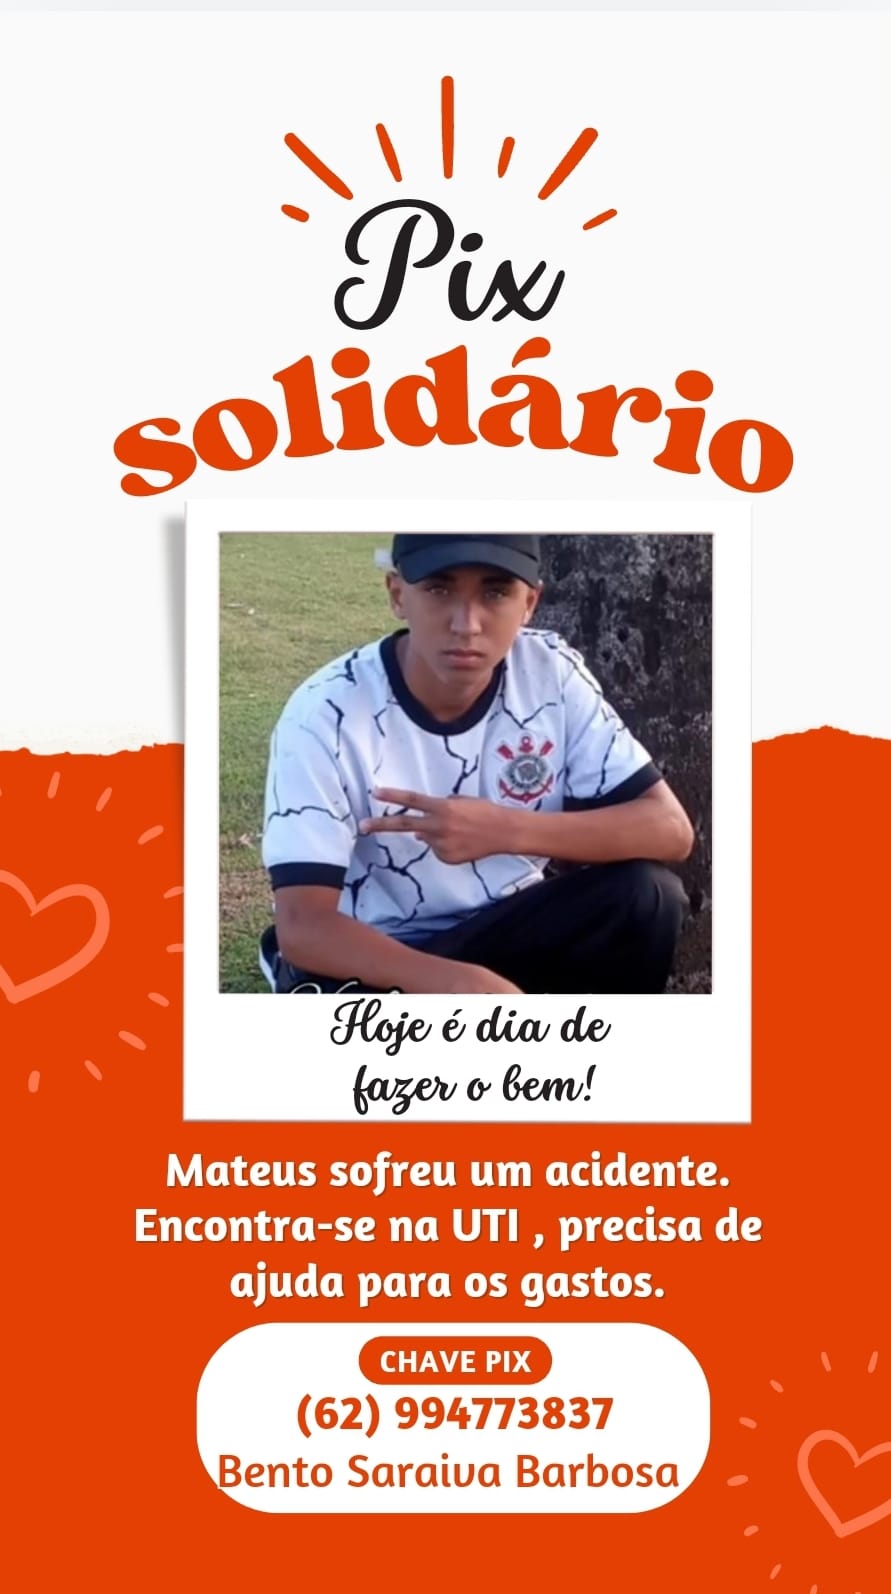 Pix
solidário
Hoje é dia de
fazer o bem!
Mateus sofreu um acidente.
Encontra-se na UTI , precisa de
ajuda para os gastos.
CHAVE PIX
(62) 994773837
Bento Saraiva Barbosa